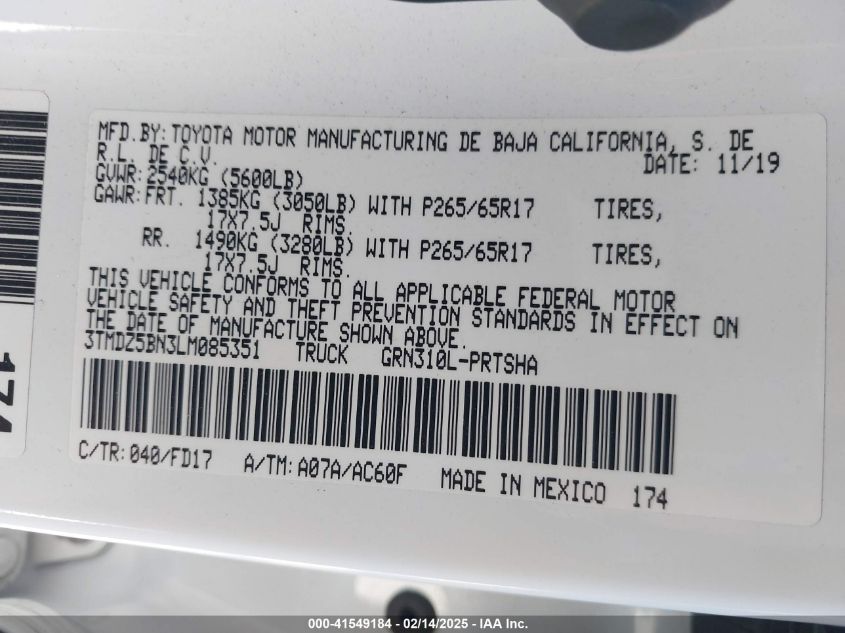 MFD.BY: TOYOTA MOTOR MANUFACTURING DE BAJA CALIFORNIA, S. DE
R.L. DE C.V. DATE: 11/19
GVWR: 2540KG (5600LB)
GAWR: FRT. 1385KG (3050LB) WITH P265/65R17 TIRES,
17X7.5J RIMS.
RR. 1490KG (3280LB) WITH P265/65R17 TIRES,
17X7.5J RIMS.
THIS VEHICLE CONFORMS TO ALL APPLICABLE FEDERAL MOTOR
VEHICLE SAFETY AND THEFT PREVENTION STANDARDS IN EFFECT ON
THE DATE OF MANUFACTURE SHOWN ABOVE.
3TMDZ5BN3LM085351 TRUCK GRN310L-PRTSHA
C/TR: 040/FD17 A/TM: A07A/AC60F MADE IN MEXICO 174
174
000-41549184 - 02/14/2025 - © IAA Inc.